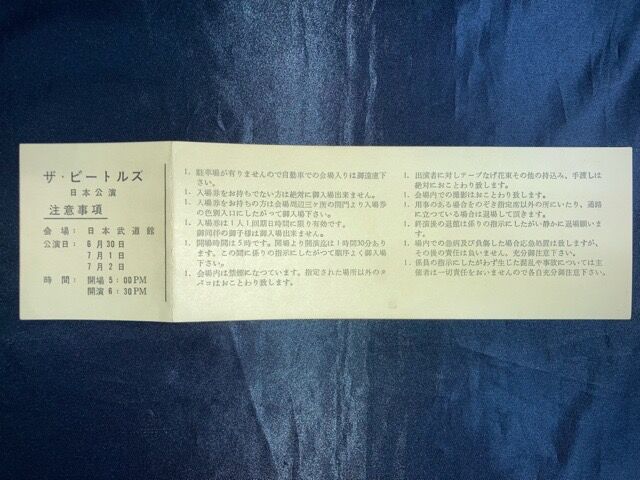 ザ・ビートルズ
日本公演
注意事項
会場：日本武道館
公演日：6月30日
7月1日
7月2日
時間：開場5：00PM
開演6：30PM
1. 駐車場が有りませんので自動車での会場入りは御遠慮下
さい。
1. 入場券をお持ちでない方は絶対に御入場出来ません。
1. 入場券をお持ちの方は会場周辺三ヶ所の門門より入場券
の色別入口にしたがつて御入場下さい。
1. 入場券は1人1回限日時間に限り有効です。
御同伴の御子様は御入場出来ません。
1. 開場時間は5時です。開場より開演迄は1時間30分あり
ます。この間に係りの指示にしたがつて順序よく御入場
下さい。
1. 会場内は禁煙になつています。指定された場所以外のタ
バコはおことわり致します。
1. 出演者に対しテープなげ花束その他の持込み、手渡しは
絶対におことわり致します。
1. 会場内での撮影はおことわり致します。
1. 用事のある場合をのぞき指定席以外の所にいたり、通路
に立つている場合は退場して頂きます。
1. 終演後の退館は係りの指示にしたがい静かに退場願いま
す。
1. 場内での急病及び負傷した場合応急処置は致しますが、
その後の責任は負いません。充分御注意下さい。
1. 係員の指示にしたがわず生じた混乱や事故については主
催者は一切責任をおいませんので各自充分御注意下さい。